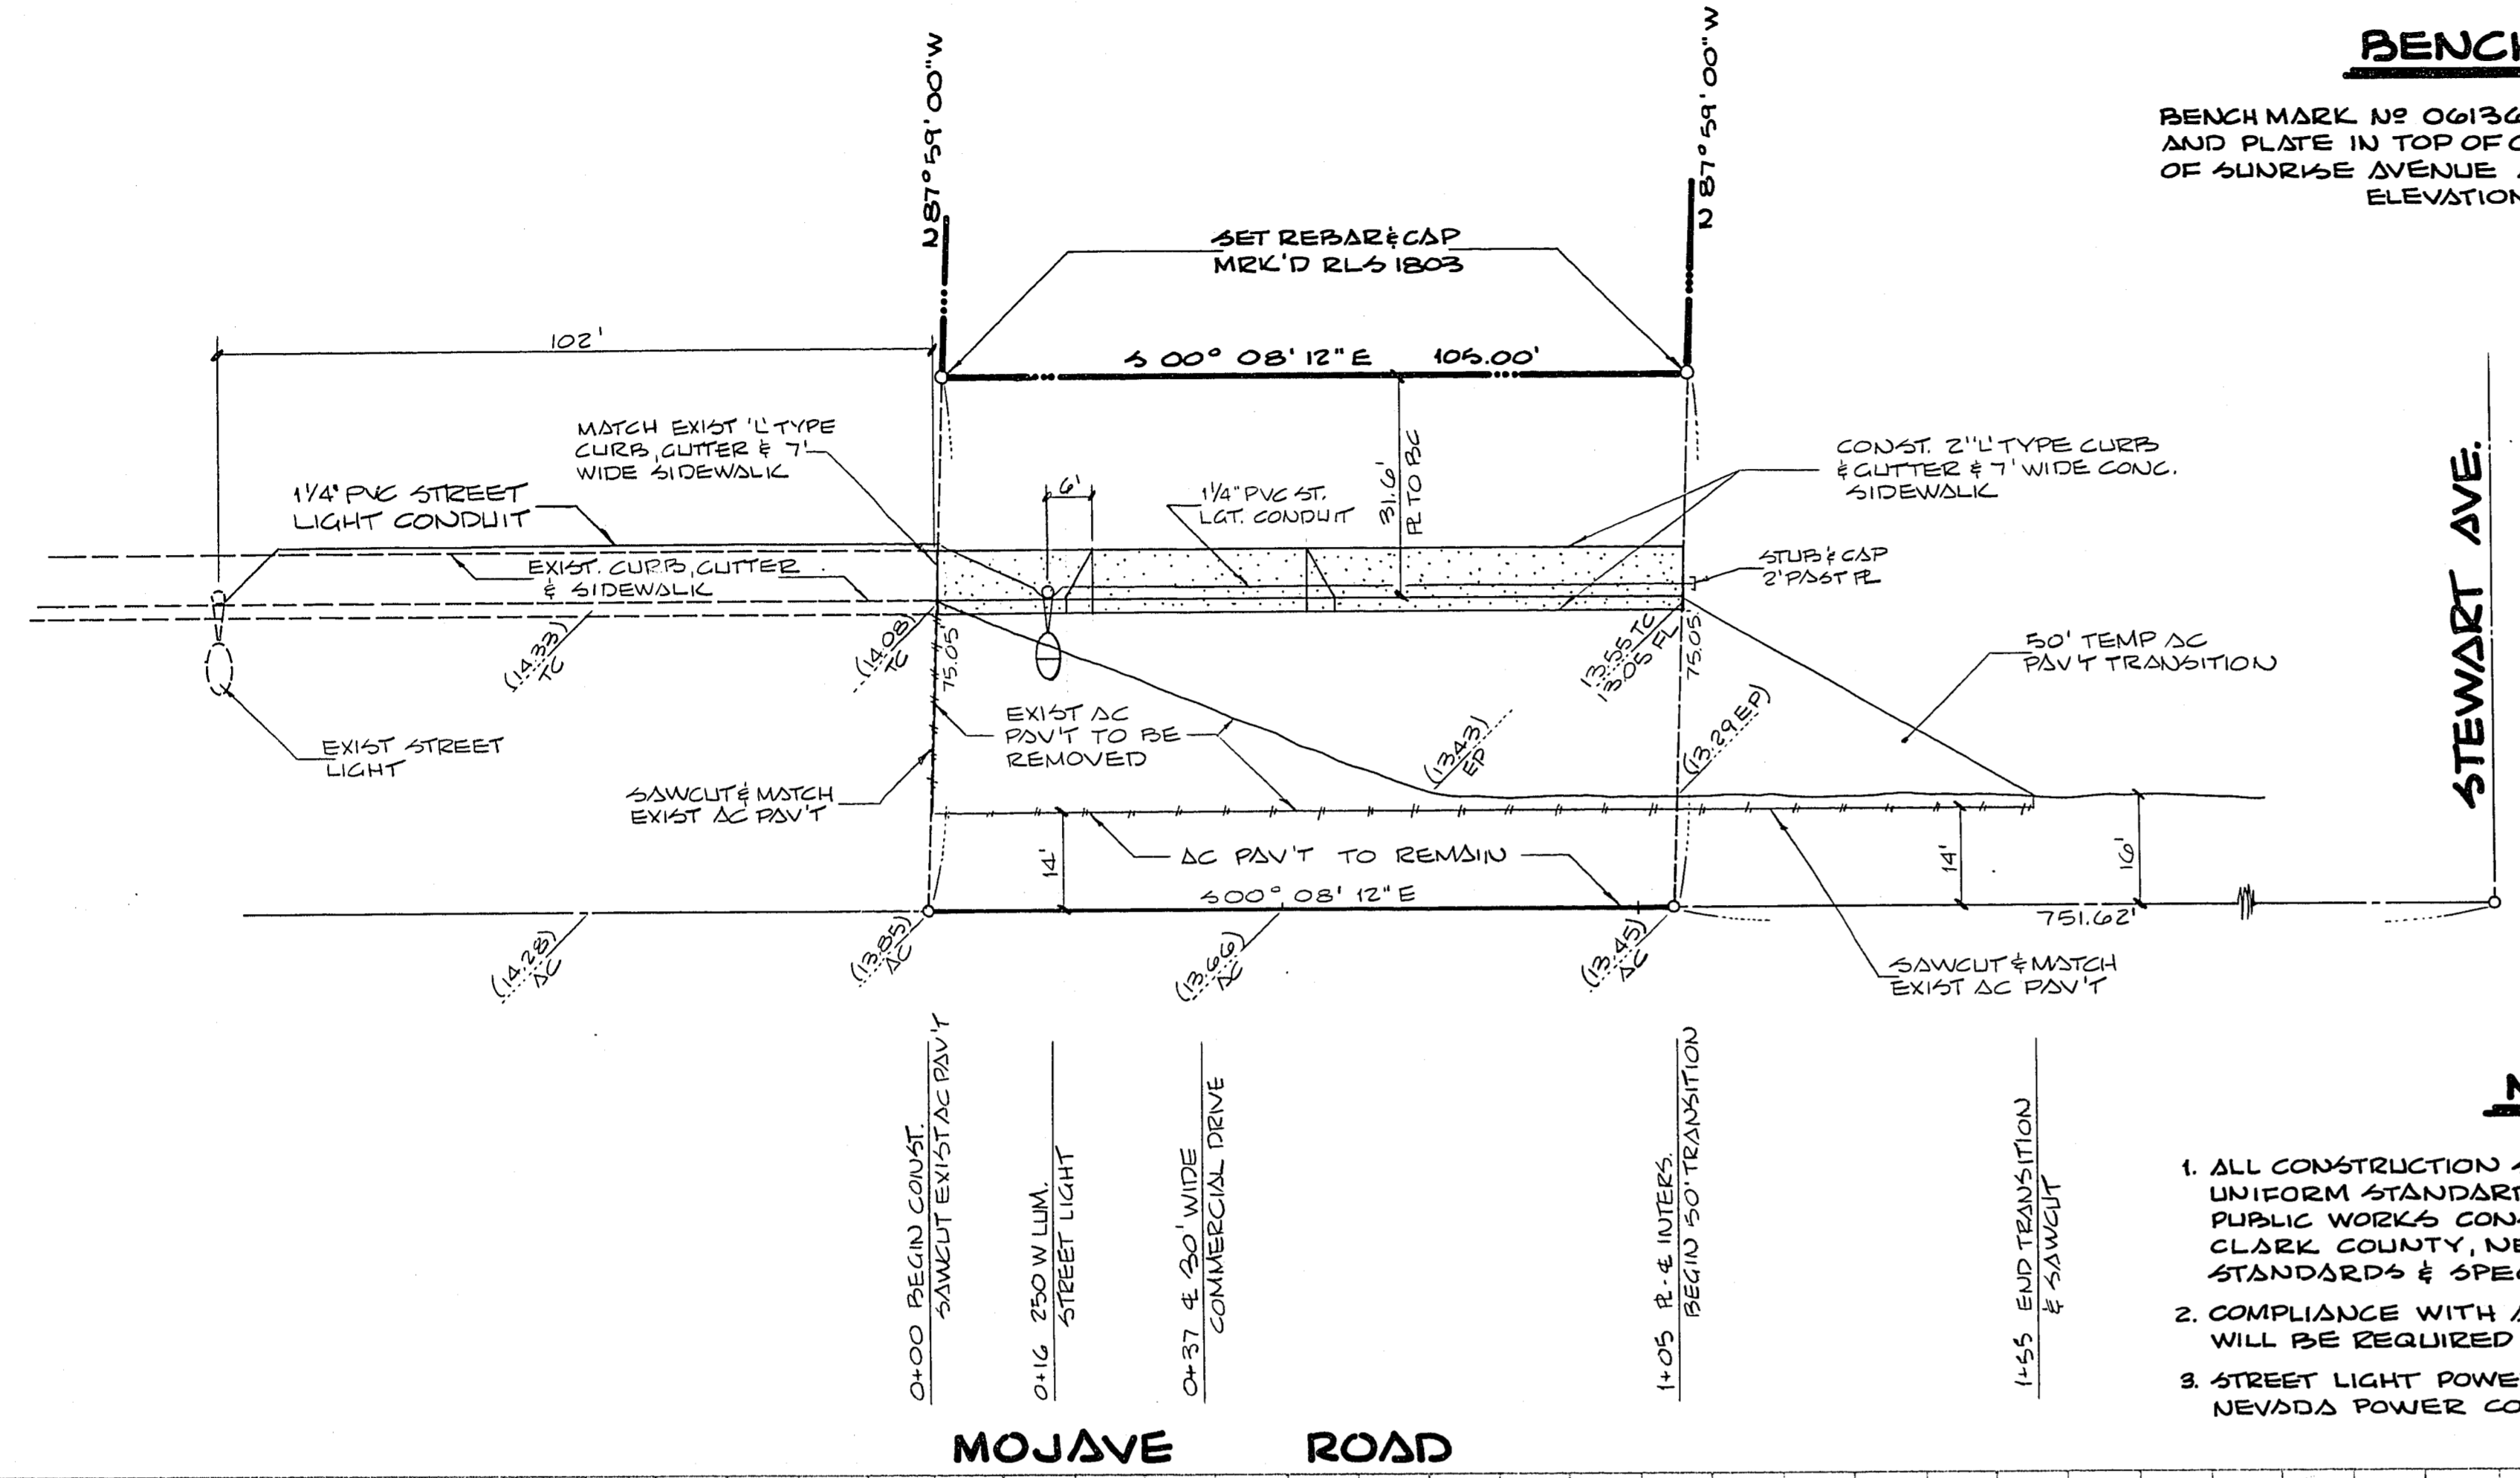 BENCH
BENCH MARK Nº 06136
AND PLATE IN TOP OF C
OF SUNRISE AVENUE
ELEVATION
N 87° 59' 00" W
N 87° 59' 00" W
SET REBAR & CAP
MRK'D RLS 1803
102'
S 00° 08' 12" E 105.00'
MATCH EXIST 'L' TYPE
CURB, GUTTER & 7'
WIDE SIDEWALK
1 1/4" PVC STREET
LIGHT CONDUIT
6'
1 1/4" PVC ST.
LGT. CONDUIT
31.6'
PL TO BC
CONST. 2' 'L' TYPE CURB
& GUTTER & 7' WIDE CONC.
SIDEWALK
EXIST. CURB, GUTTER
& SIDEWALK
STUB & CAP
2' PAST PL
STEWART AVE.
(14.33)
TC
(14.08)
TC
75.05
13.55 TC
13.05 FL
75.05
50' TEMP AC
PAV'T TRANSITION
EXIST STREET
LIGHT
EXIST AC
PAV'T TO BE
REMOVED
(13.43)
EP
(13.29 EP)
SAWCUT & MATCH
EXIST AC PAV'T
14'
AC PAV'T TO REMAIN
14'
16'
S00° 08' 12" E
751.62'
(14.28)
AC
(13.85)
AC
(13.66)
AC
(13.45)
AC
SAWCUT & MATCH
EXIST AC PAV'T
0+00 BEGIN CONST.
SAWCUT EXIST AC PAV'T
0+16 250 W LUM.
STREET LIGHT
0+37 ℄ 30' WIDE
COMMERCIAL DRIVE
1+05 PL - ℄ INTERS.
BEGIN 50' TRANSITION
1+55 END TRANSITION
& SAWCUT
N
1. ALL CONSTRUCTION S
UNIFORM STANDARD
PUBLIC WORKS CONS
CLARK COUNTY, NE
STANDARDS & SPEC
2. COMPLIANCE WITH A
WILL BE REQUIRED
3. STREET LIGHT POWE
NEVADA POWER CO
MOJAVE ROAD